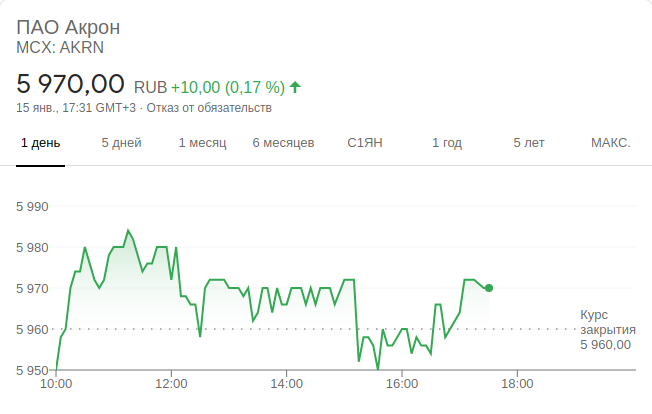 ПАО Акрон
MCX: AKRN
5 970,00 RUB +10,00 (0,17 %)
15 янв., 17:31 GMT+3 · Отказ от обязательств
1 день 5 дней 1 месяц 6 месяцев С1ЯН 1 год 5 лет МАКС.
5 990
5 980
5 970
5 960
5 950
Курс
закрытия
5 960,00
10:00 12:00 14:00 16:00 18:00